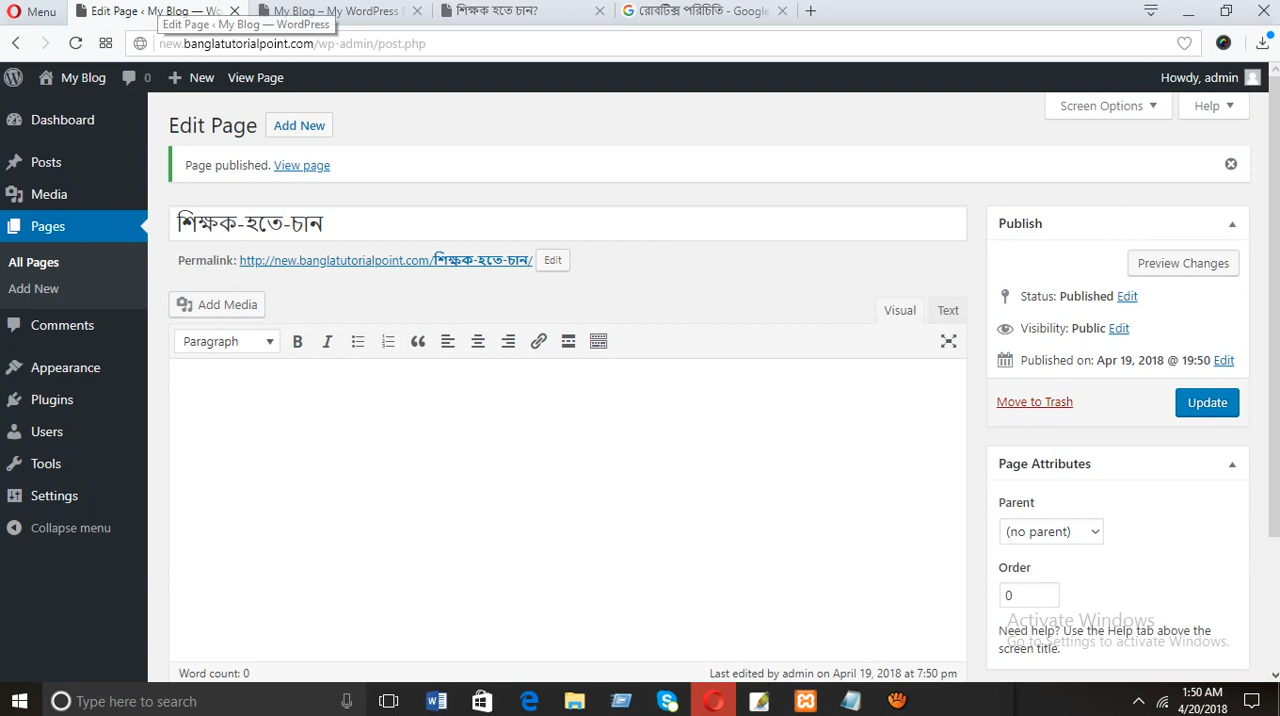 Menu
Edit Page ‹ My Blog — Wo
My Blog – My WordPress F
শিক্ষক হতে চান?
রোবটিক্স পরিচিতি - Google
Edit Page ‹ My Blog — WordPress
new.banglatutorialpoint.com/wp-admin/post.php
My Blog 0 New View Page Howdy, admin
Screen Options Help
Edit Page Add New
Page published. View page
Dashboard
Posts
Media
Pages
All Pages
Add New
Comments
Appearance
Plugins
Users
Tools
Settings
Collapse menu
শিক্ষক-হতে-চান
Permalink: http://new.banglatutorialpoint.com/শিক্ষক-হতে-চান/ Edit
Add Media
Visual Text
Paragraph B I
Word count: 0 Last edited by admin on April 19, 2018 at 7:50 pm
Publish
Preview Changes
Status: Published Edit
Visibility: Public Edit
Published on: Apr 19, 2018 @ 19:50 Edit
Move to Trash Update
Page Attributes
Parent
(no parent)
Order
0
Activate Windows
Go to Settings to activate Windows.
Need help? Use the Help tab above the
screen title.
Type here to search
1:50 AM
4/20/2018